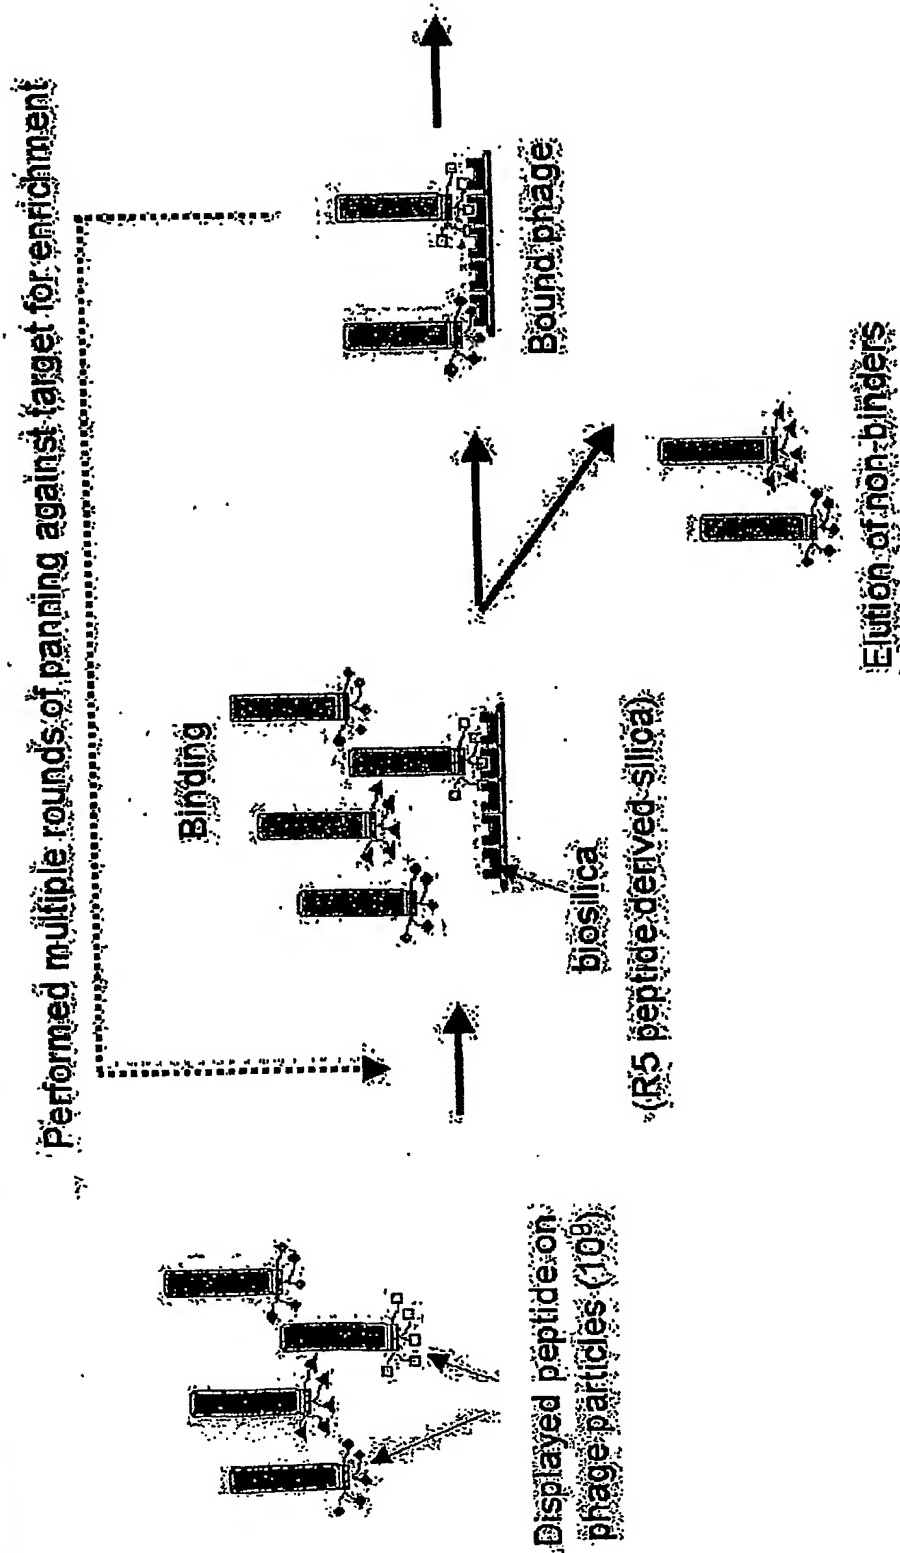 Performed multiple rounds of panning against target for enrichment
Binding
Displayed peptide on
phage particles (10⁹)
biosilica
(R5 peptide derived silica)
Bound phage
Elution of non-binders